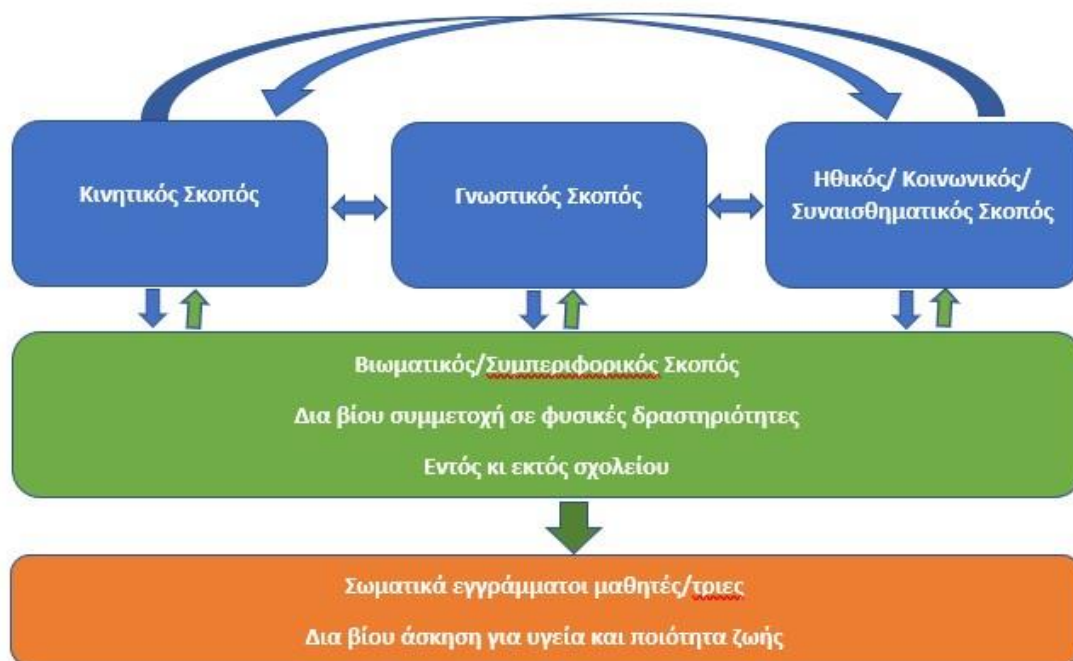 Κινητικός Σκοπός
Γνωστικός Σκοπός
Ηθικός/ Κοινωνικός/
Συναισθηματικός Σκοπός
Βιωματικός/Συμπεριφορικός Σκοπός
Δια βίου συμμετοχή σε φυσικές δραστηριότητες
Εντός κι εκτός σχολείου
Σωματικά εγγράμματοι μαθητές/τριες
Δια βίου άσκηση για υγεία και ποιότητα ζωής